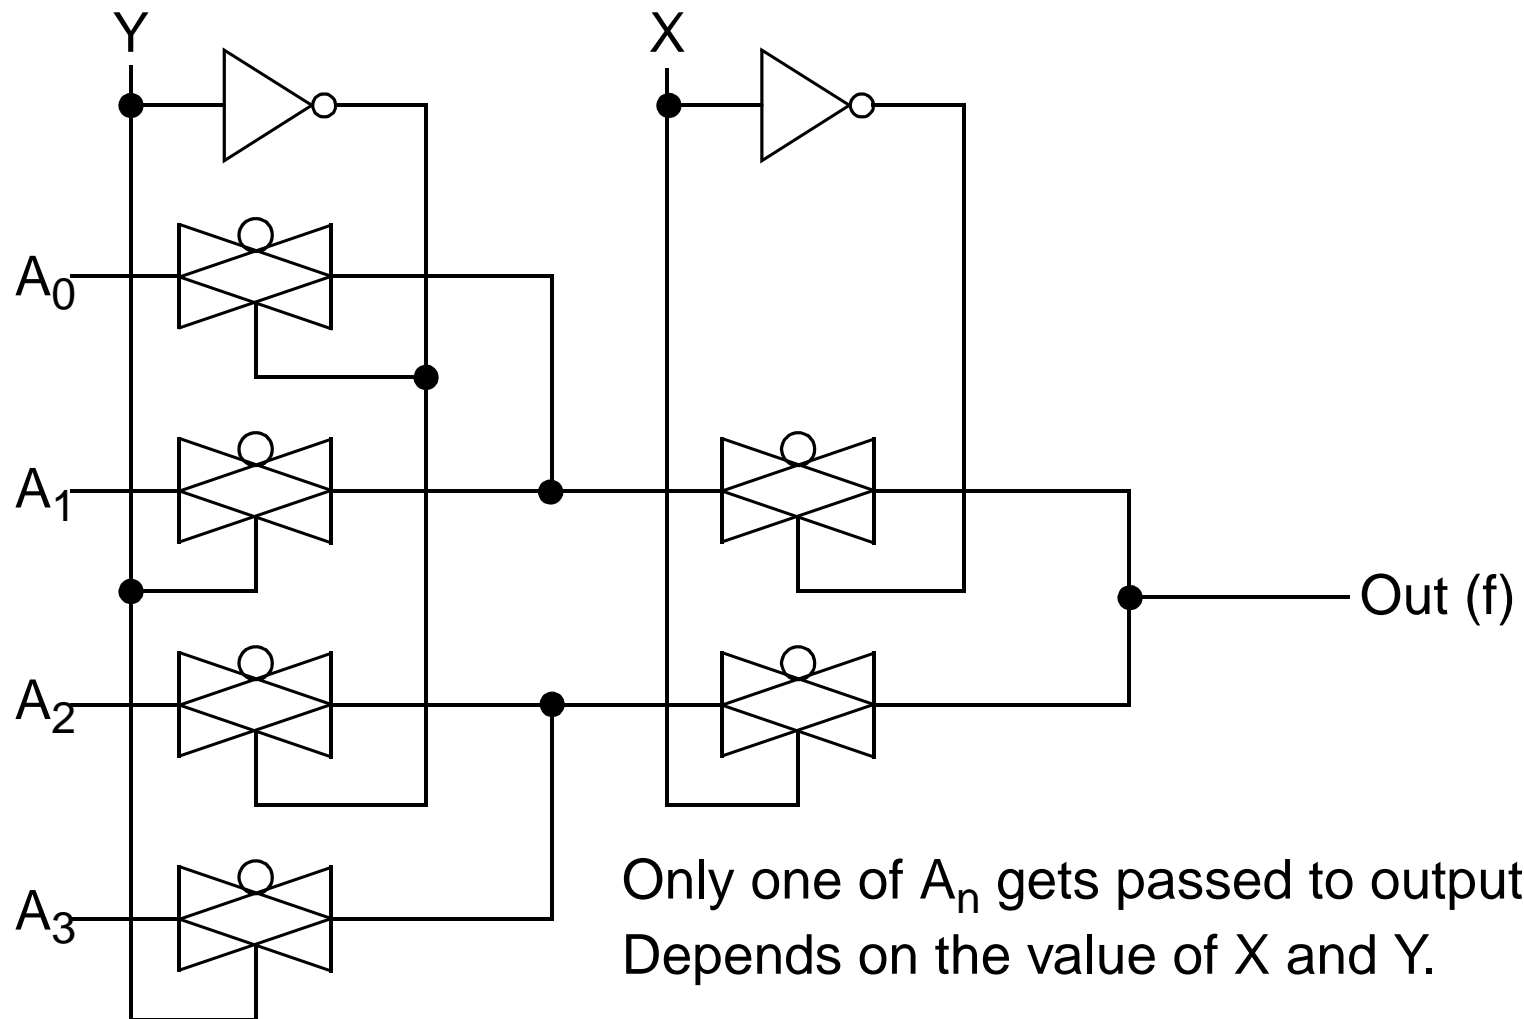 Y
X
A0
A1
Out (f)
A2
A3
Only one of An gets passed to output
Depends on the value of X and Y.